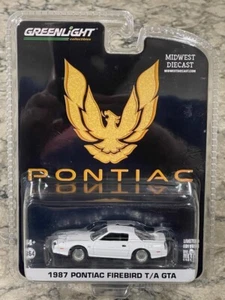 GREENLIGHT
MIDWEST
DIECAST
PONTIAC
1987 PONTIAC FIREBIRD T/A GTA